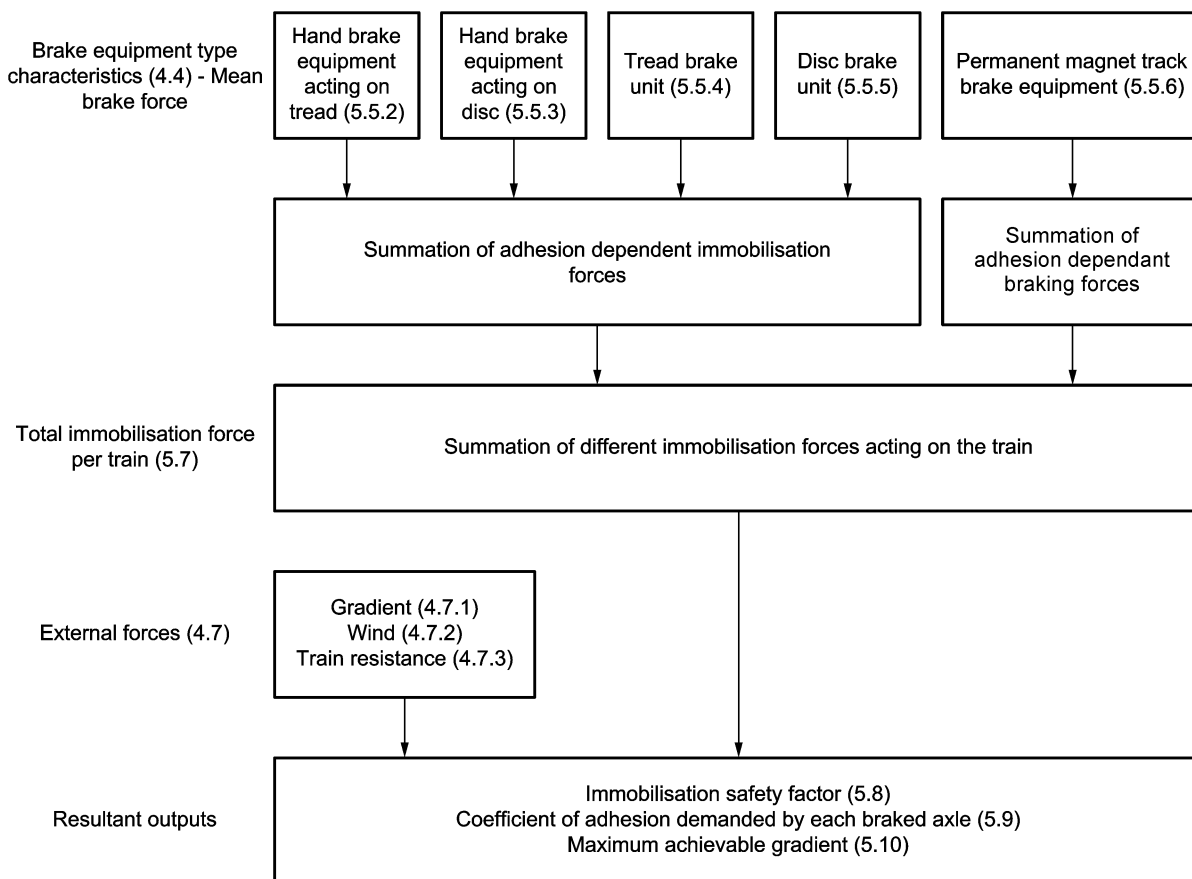 Brake equipment type
characteristics (4.4) - Mean
brake force
Hand brake
equipment
acting on
tread (5.5.2)
Hand brake
equipment
acting on
disc (5.5.3)
Tread brake
unit (5.5.4)
Disc brake
unit (5.5.5)
Permanent magnet track
brake equipment (5.5.6)
Summation of adhesion dependent immobilisation
forces
Summation of
adhesion dependant
braking forces
Total immobilisation force
per train (5.7)
Summation of different immobilisation forces acting on the train
External forces (4.7)
Gradient (4.7.1)
Wind (4.7.2)
Train resistance (4.7.3)
Resultant outputs
Immobilisation safety factor (5.8)
Coefficient of adhesion demanded by each braked axle (5.9)
Maximum achievable gradient (5.10)